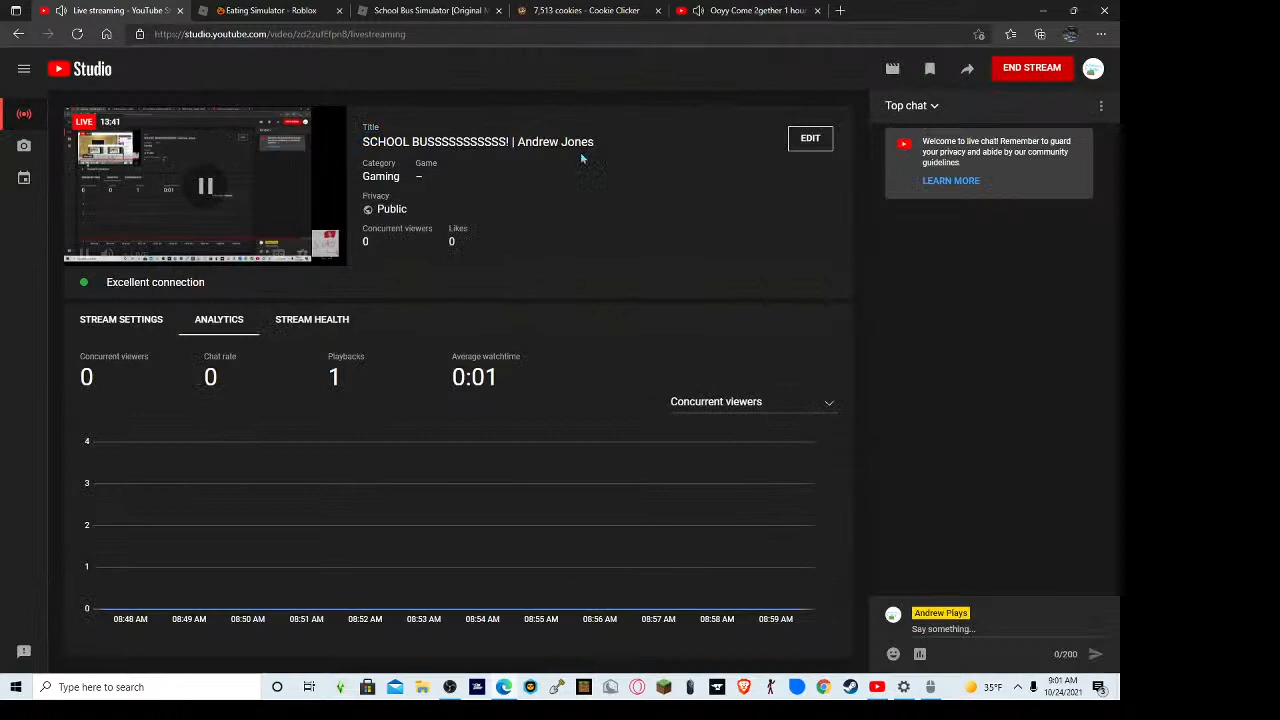 Live streaming - YouTube S
Eating Simulator - Roblox
School Bus Simulator [Original M
7,513 cookies - Cookie Clicker
Ooyy Come 2gether 1 hour
https://studio.youtube.com/video/zd2zufEfpn8/livestreaming
Studio
END STREAM
LIVE 13:41
Title
SCHOOL BUSSSSSSSSSSS! | Andrew Jones
EDIT
Category Game
Gaming –
Privacy
Public
Concurrent viewers Likes
0 0
Excellent connection
STREAM SETTINGS ANALYTICS STREAM HEALTH
Concurrent viewers Chat rate Playbacks Average watchtime
0 0 1 0:01
Concurrent viewers
4
3
2
1
0
08:48 AM 08:49 AM 08:50 AM 08:51 AM 08:52 AM 08:53 AM 08:54 AM 08:55 AM 08:56 AM 08:57 AM 08:58 AM 08:59 AM
Top chat
Welcome to live chat! Remember to guard
your privacy and abide by our community
guidelines.
LEARN MORE
Andrew Plays
Say something...
0/200
Type here to search
35°F
9:01 AM
10/24/2021